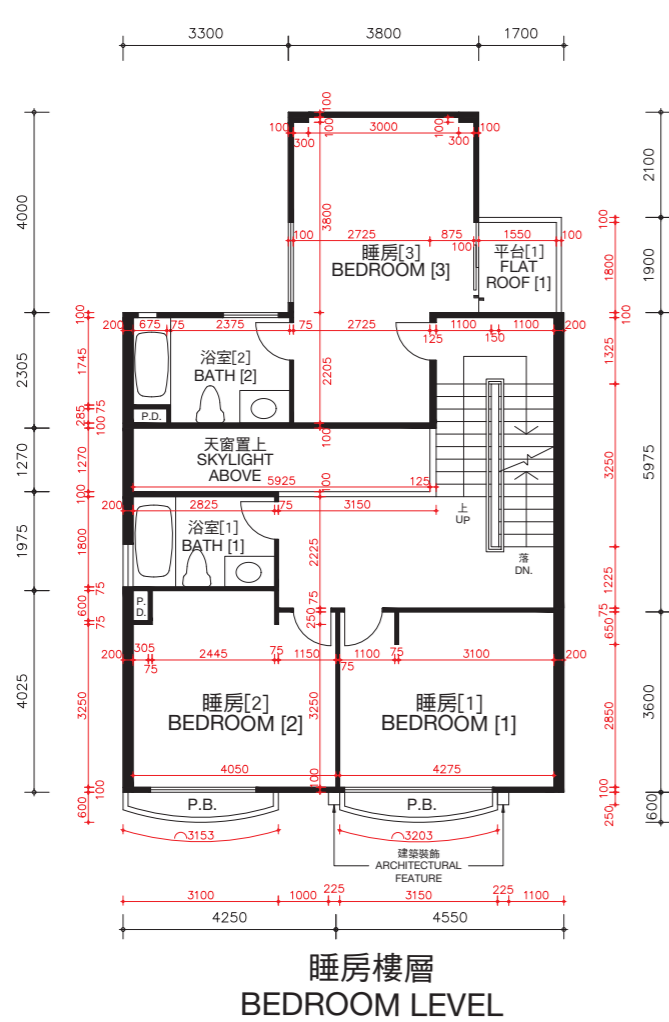 3300 3800 1700
100
100 3000 100
100 100
300 300
4000
2100
3800
100 2725 875 1550 100
100
100
睡房[3]
BEDROOM [3]
平台[1]
FLAT
ROOF [1]
1800
1900
100 100
200 675 75 2375 75 2725 1100 1100 200
125 150
1745
2305
浴室[2]
BATH [2]
2205
1325
285 75
P.D.
100
100
天窗置上
SKYLIGHT
ABOVE
1270
1270
3250
5975
5925 125
100 100
200 2825 75 3150
上
UP
浴室[1]
BATH [1]
1800
1975
2225
落
DN.
1225
75
600
75
P.
D.
75
250
75
650
200 305 2445 75 1150 1100 75 3100 200
75 75
4025
3250
睡房[2]
BEDROOM [2]
3250
睡房[1]
BEDROOM [1]
2850
3600
4050 4275
100 100 100
P.B. P.B.
600 250 600
3153 3203
建築裝飾
ARCHITECTURAL
FEATURE
3100 1000 225 3150 225 1100
4250 4550
睡房樓層
BEDROOM LEVEL